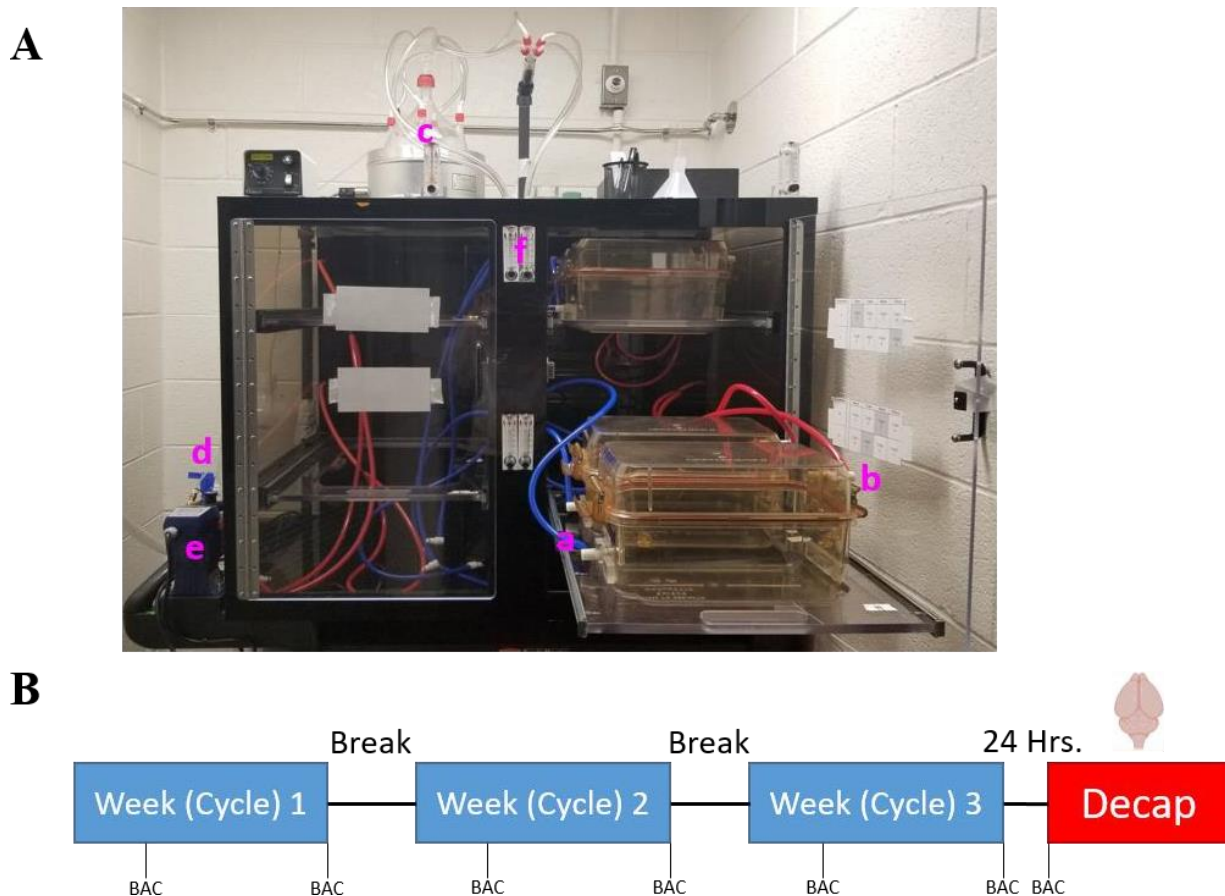 A
c
f
d
b
e
a
B
Break
Break
24 Hrs.
Week (Cycle) 1
Week (Cycle) 2
Week (Cycle) 3
Decap
BAC
BAC
BAC
BAC
BAC
BAC
BAC